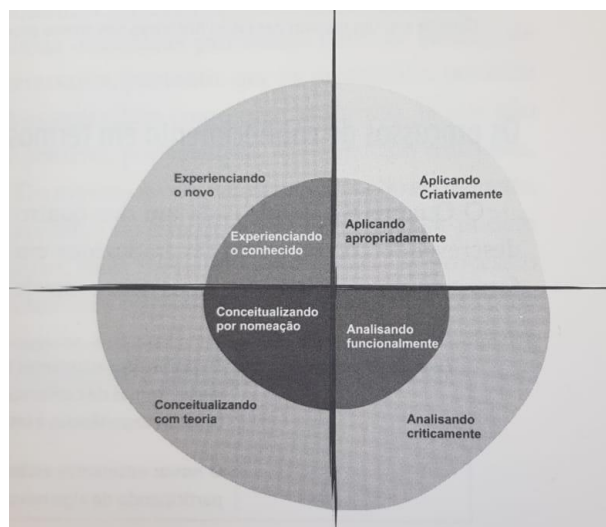 Experienciando
o novo
Aplicando
Criativamente
Experienciando
o conhecido
Aplicando
apropriadamente
Conceitualizando
por nomeação
Analisando
funcionalmente
Conceitualizando
com teoria
Analisando
criticamente